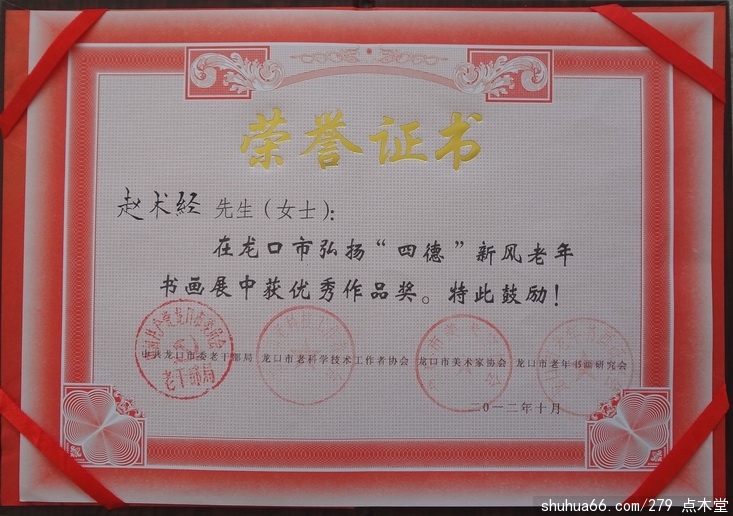 荣誉证书
赵术经 先生（女士）：
在龙口市弘扬“四德”新风老年
书画展中获优秀作品奖。特此鼓励！
中共龙口市委老干部局 龙口市老科学技术工作者协会 龙口市美术家协会 龙口市老年书画研究会
老干部局
二〇一二年十月
shuhua66.com/279 点木堂